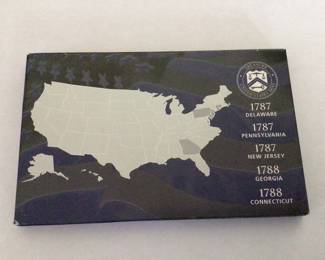 1787
DELAWARE
1787
PENNSYLVANIA
1787
NEW JERSEY
1788
GEORGIA
1788
CONNECTICUT